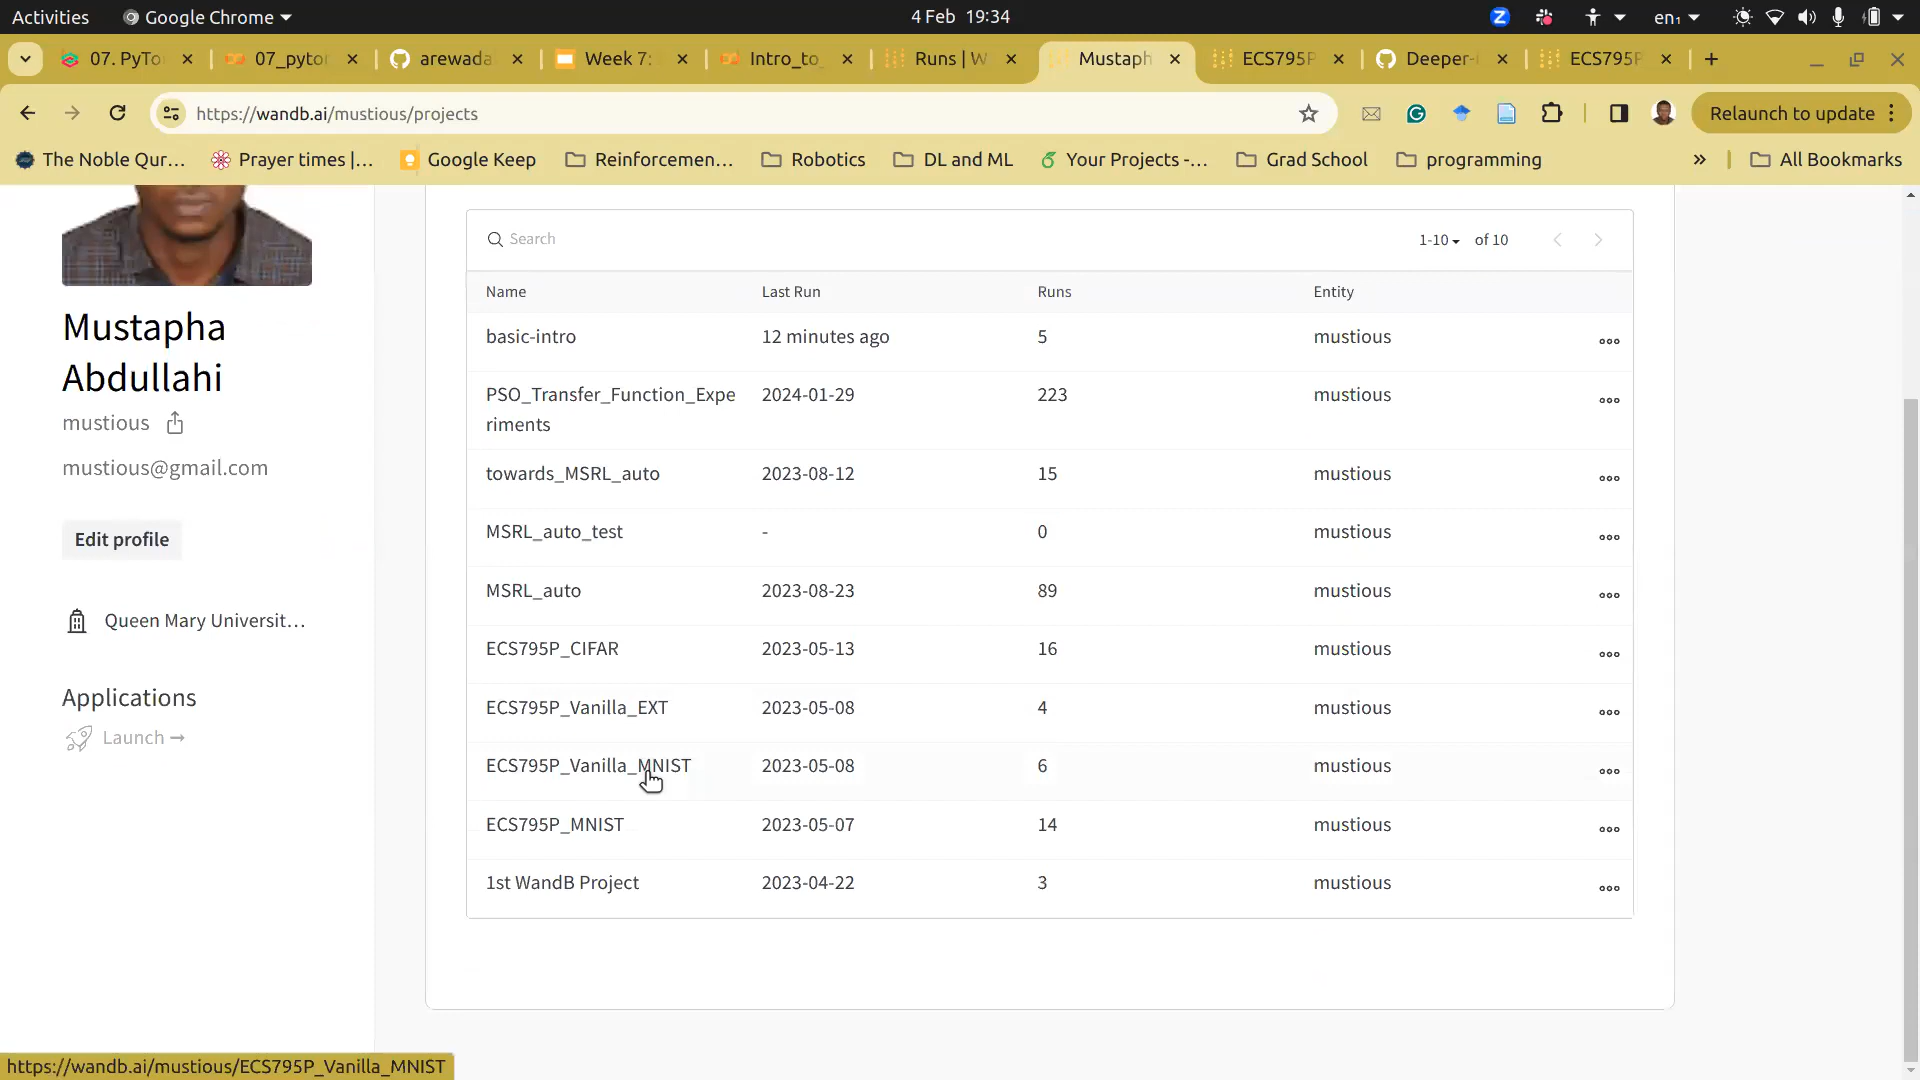 Activities
Google Chrome
4 Feb 19:34
en₁
07. PyTo
07_pyto
arewada
Week 7:
Intro_to_
Runs | W
Mustaph
ECS795P
Deeper-
ECS795P
https://wandb.ai/mustious/projects
Relaunch to update
The Noble Qur...
Prayer times |...
Google Keep
Reinforcemen...
Robotics
DL and ML
Your Projects -...
Grad School
programming
All Bookmarks
Mustapha
Abdullahi
mustious
mustious@gmail.com
Edit profile
Queen Mary Universit...
Applications
Launch
Search
1-10 of 10
Name Last Run Runs Entity
basic-intro 12 minutes ago 5 mustious
PSO_Transfer_Function_Expe 2024-01-29 223 mustious
riments
towards_MSRL_auto 2023-08-12 15 mustious
MSRL_auto_test - 0 mustious
MSRL_auto 2023-08-23 89 mustious
ECS795P_CIFAR 2023-05-13 16 mustious
ECS795P_Vanilla_EXT 2023-05-08 4 mustious
ECS795P_Vanilla_MNIST 2023-05-08 6 mustious
ECS795P_MNIST 2023-05-07 14 mustious
1st WandB Project 2023-04-22 3 mustious
https://wandb.ai/mustious/ECS795P_Vanilla_MNIST